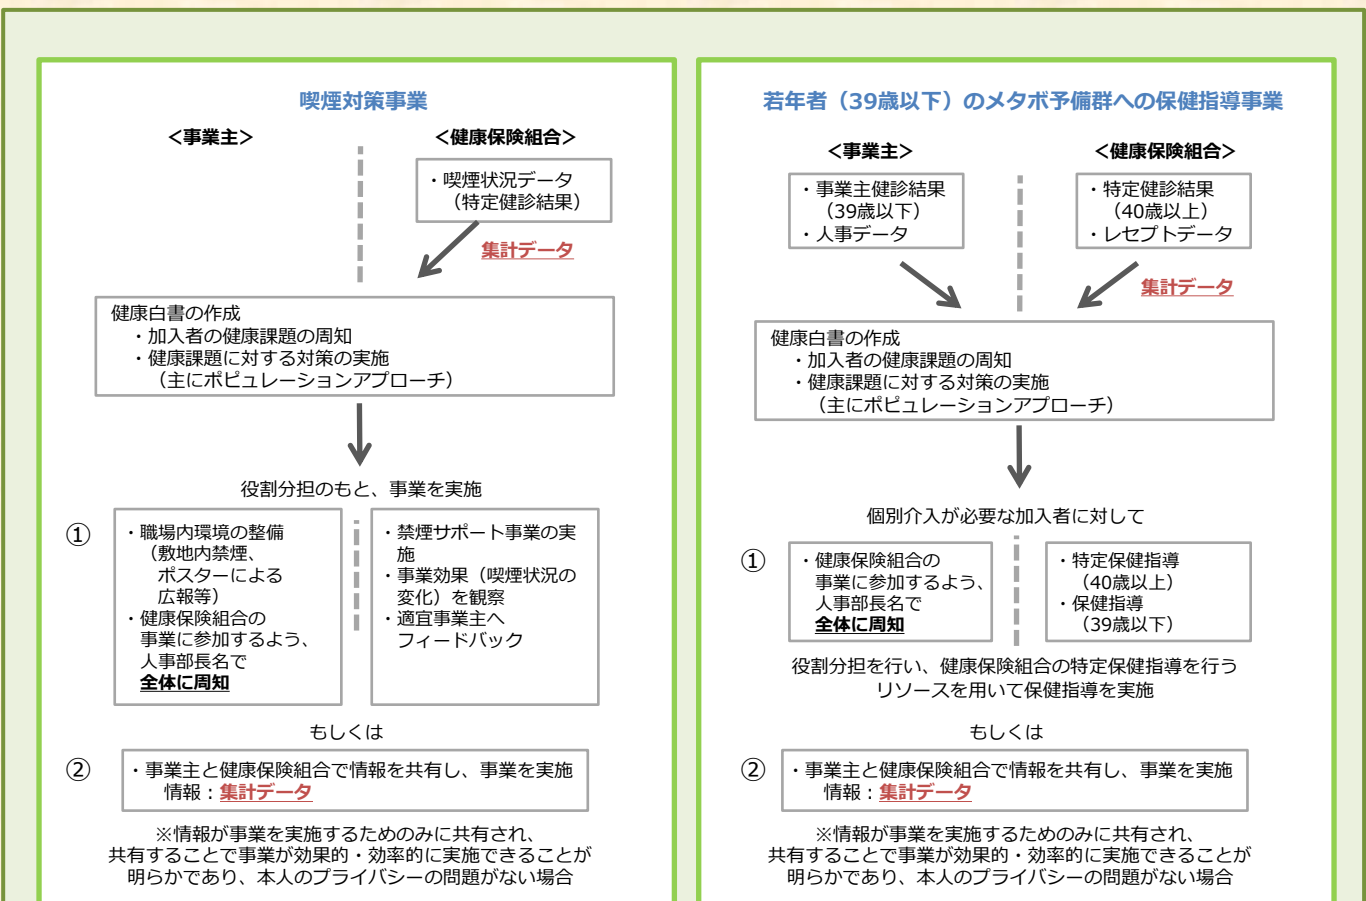 喫煙対策事業
＜事業主＞
＜健康保険組合＞
・喫煙状況データ
（特定健診結果）
集計データ
健康白書の作成
・加入者の健康課題の周知
・健康課題に対する対策の実施
（主にポピュレーションアプローチ）
役割分担のもと、事業を実施
①
・職場内環境の整備
（敷地内禁煙、
ポスターによる
広報等）
・健康保険組合の
事業に参加するよう、
人事部長名で
全体に周知
・禁煙サポート事業の実
施
・事業効果（喫煙状況の
変化）を観察
・適宜事業主へ
フィードバック
もしくは
②
・事業主と健康保険組合で情報を共有し、事業を実施
情報：集計データ
※情報が事業を実施するためのみに共有され、
共有することで事業が効果的・効率的に実施できることが
明らかであり、本人のプライバシーの問題がない場合
若年者（39歳以下）のメタボ予備群への保健指導事業
＜事業主＞
＜健康保険組合＞
・事業主健診結果
（39歳以下）
・人事データ
・特定健診結果
（40歳以上）
・レセプトデータ
集計データ
健康白書の作成
・加入者の健康課題の周知
・健康課題に対する対策の実施
（主にポピュレーションアプローチ）
個別介入が必要な加入者に対して
①
・健康保険組合の
事業に参加するよう、
人事部長名で
全体に周知
・特定保健指導
（40歳以上）
・保健指導
（39歳以下）
役割分担を行い、健康保険組合の特定保健指導を行う
リソースを用いて保健指導を実施
もしくは
②
・事業主と健康保険組合で情報を共有し、事業を実施
情報：集計データ
※情報が事業を実施するためのみに共有され、
共有することで事業が効果的・効率的に実施できることが
明らかであり、本人のプライバシーの問題がない場合